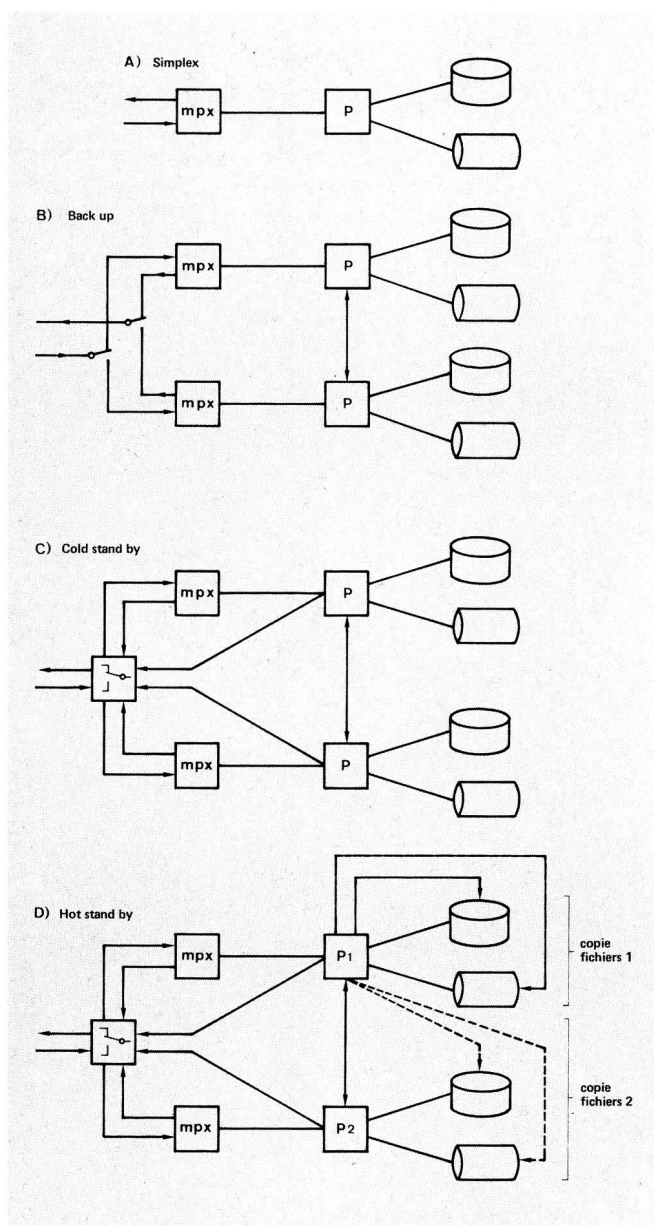 A) Simplex
mpx
P
B) Back up
mpx
P
mpx
P
C) Cold stand by
mpx
P
mpx
P
D) Hot stand by
mpx
P1
copie
fichiers 1
mpx
P2
copie
fichiers 2